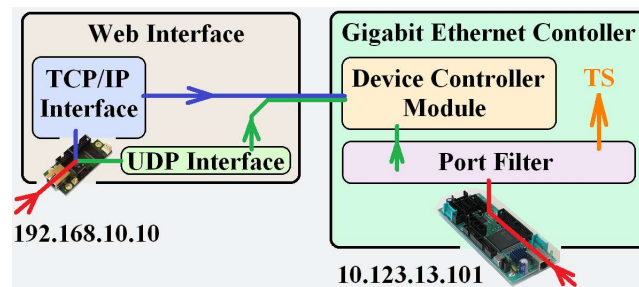 Web Interface
TCP/IP
Interface
UDP Interface
192.168.10.10
Gigabit Ethernet Contoller
Device Controller
Module
TS
Port Filter
10.123.13.101